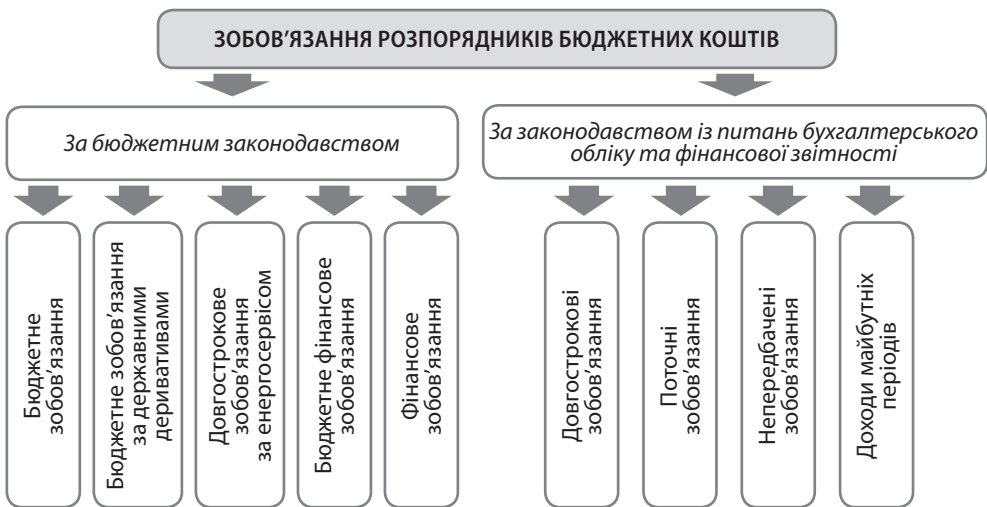 ЗОБОВ’ЯЗАННЯ РОЗПОРЯДНИКІВ БЮДЖЕТНИХ КОШТІВ
За бюджетним законодавством
За законодавством із питань бухгалтерського
обліку та фінансової звітності
Бюджетне
зобов’язання
Бюджетне зобов’язання
за державними
деривативами
Довгострокове
зобов’язання
за енергосервісом
Бюджетне фінансове
зобов’язання
Фінансове
зобов’язання
Довгострокові
зобов’язання
Поточні
зобов’язання
Непередбачені
зобов’язання
Доходи майбутніх
періодів